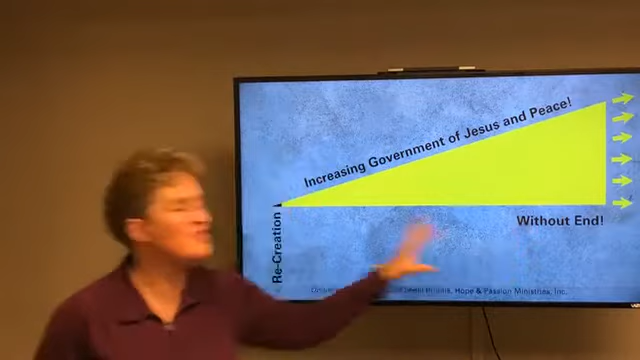 Increasing Government of Jesus and Peace!
Without End!
Re-Creation
Hope & Passion Ministries, Inc.